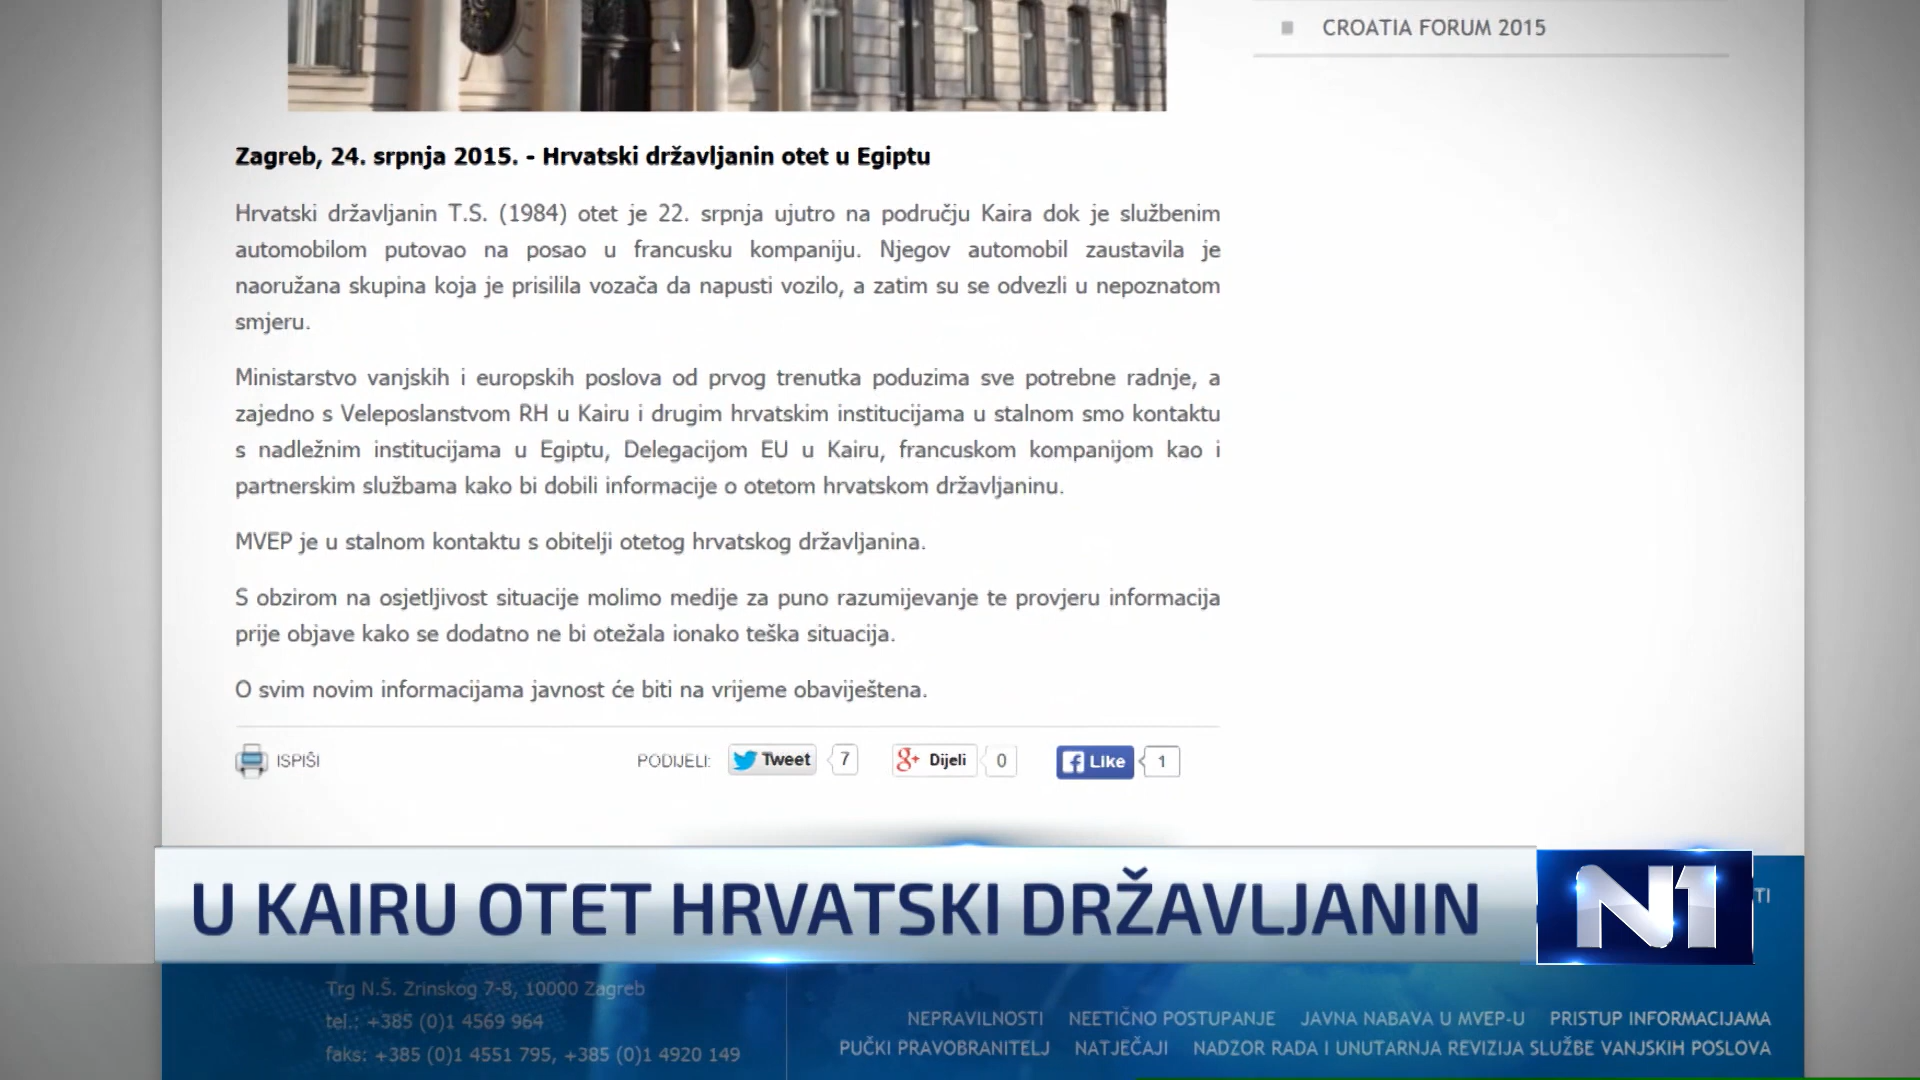 CROATIA FORUM 2015
Zagreb, 24. srpnja 2015. - Hrvatski državljanin otet u Egiptu
Hrvatski državljanin T.S. (1984) otet je 22. srpnja ujutro na području Kaira dok je službenim
automobilom putovao na posao u francusku kompaniju. Njegov automobil zaustavila je
naoružana skupina koja je prisilila vozača da napusti vozilo, a zatim su se odvezli u nepoznatom
smjeru.
Ministarstvo vanjskih i europskih poslova od prvog trenutka poduzima sve potrebne radnje, a
zajedno s Veleposlanstvom RH u Kairu i drugim hrvatskim institucijama u stalnom smo kontaktu
s nadležnim institucijama u Egiptu, Delegacijom EU u Kairu, francuskom kompanijom kao i
partnerskim službama kako bi dobili informacije o otetom hrvatskom državljaninu.
MVEP je u stalnom kontaktu s obitelji otetog hrvatskog državljanina.
S obzirom na osjetljivost situacije molimo medije za puno razumijevanje te provjeru informacija
prije objave kako se dodatno ne bi otežala ionako teška situacija.
O svim novim informacijama javnost će biti na vrijeme obaviještena.
ISPIŠI PODIJELI: Tweet 7 g+ Dijeli 0 f Like 1
U KAIRU OTET HRVATSKI DRŽAVLJANIN N1
Trg N.Š. Zrinskog 7-8, 10000 Zagreb
tel.: +385 (0)1 4569 964
faks: +385 (0)1 4551 795, +385 (0)1 4920 149
NEPRAVILNOSTI NEETIČNO POSTUPANJE JAVNA NABAVA U MVEP-U PRISTUP INFORMACIJAMA
PUČKI PRAVOBRANITELJ NATJEČAJI NADZOR RADA I UNUTARNJA REVIZIJA SLUŽBE VANJSKIH POSLOVA